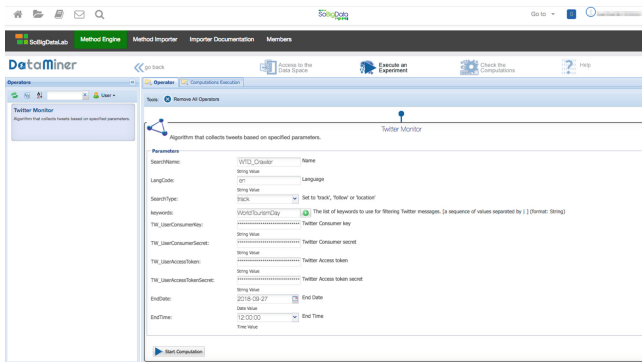 SoBigData
Go to
SoBigDataLab Method Engine Method Importer Importer Documentation Members
DataMiner
go back
Access to the Data Space
Execute an Experiment
Check the Computations
Help
Operators
Operator Computations Execution
User
Tools: Remove All Operators
Twitter Monitor
Algorithm that collects tweets based on specified parameters.
Twitter Monitor
Algorithm that collects tweets based on specified parameters.
Parameters
SearchName: WTD_Crawler Name
String Value
LangCode: en Language
String Value
SearchType: track Set to 'track', 'follow' or 'location'
keywords: WorldTourismDay The list of keywords to use for filtering Twitter messages. [a sequence of values separated by | ] (format: String)
TW_UserConsumerKey: Twitter Consumer key
String Value
TW_UserConsumerSecret: Twitter Consumer secret
String Value
TW_UserAccessToken: Twitter Access token
String Value
TW_UserAccessTokenSecret: Twitter Access token secret
String Value
EndDate: 2018-09-27 End Date
Date Value
EndTime: 12:00:00 End Time
Time Value
Start Computation